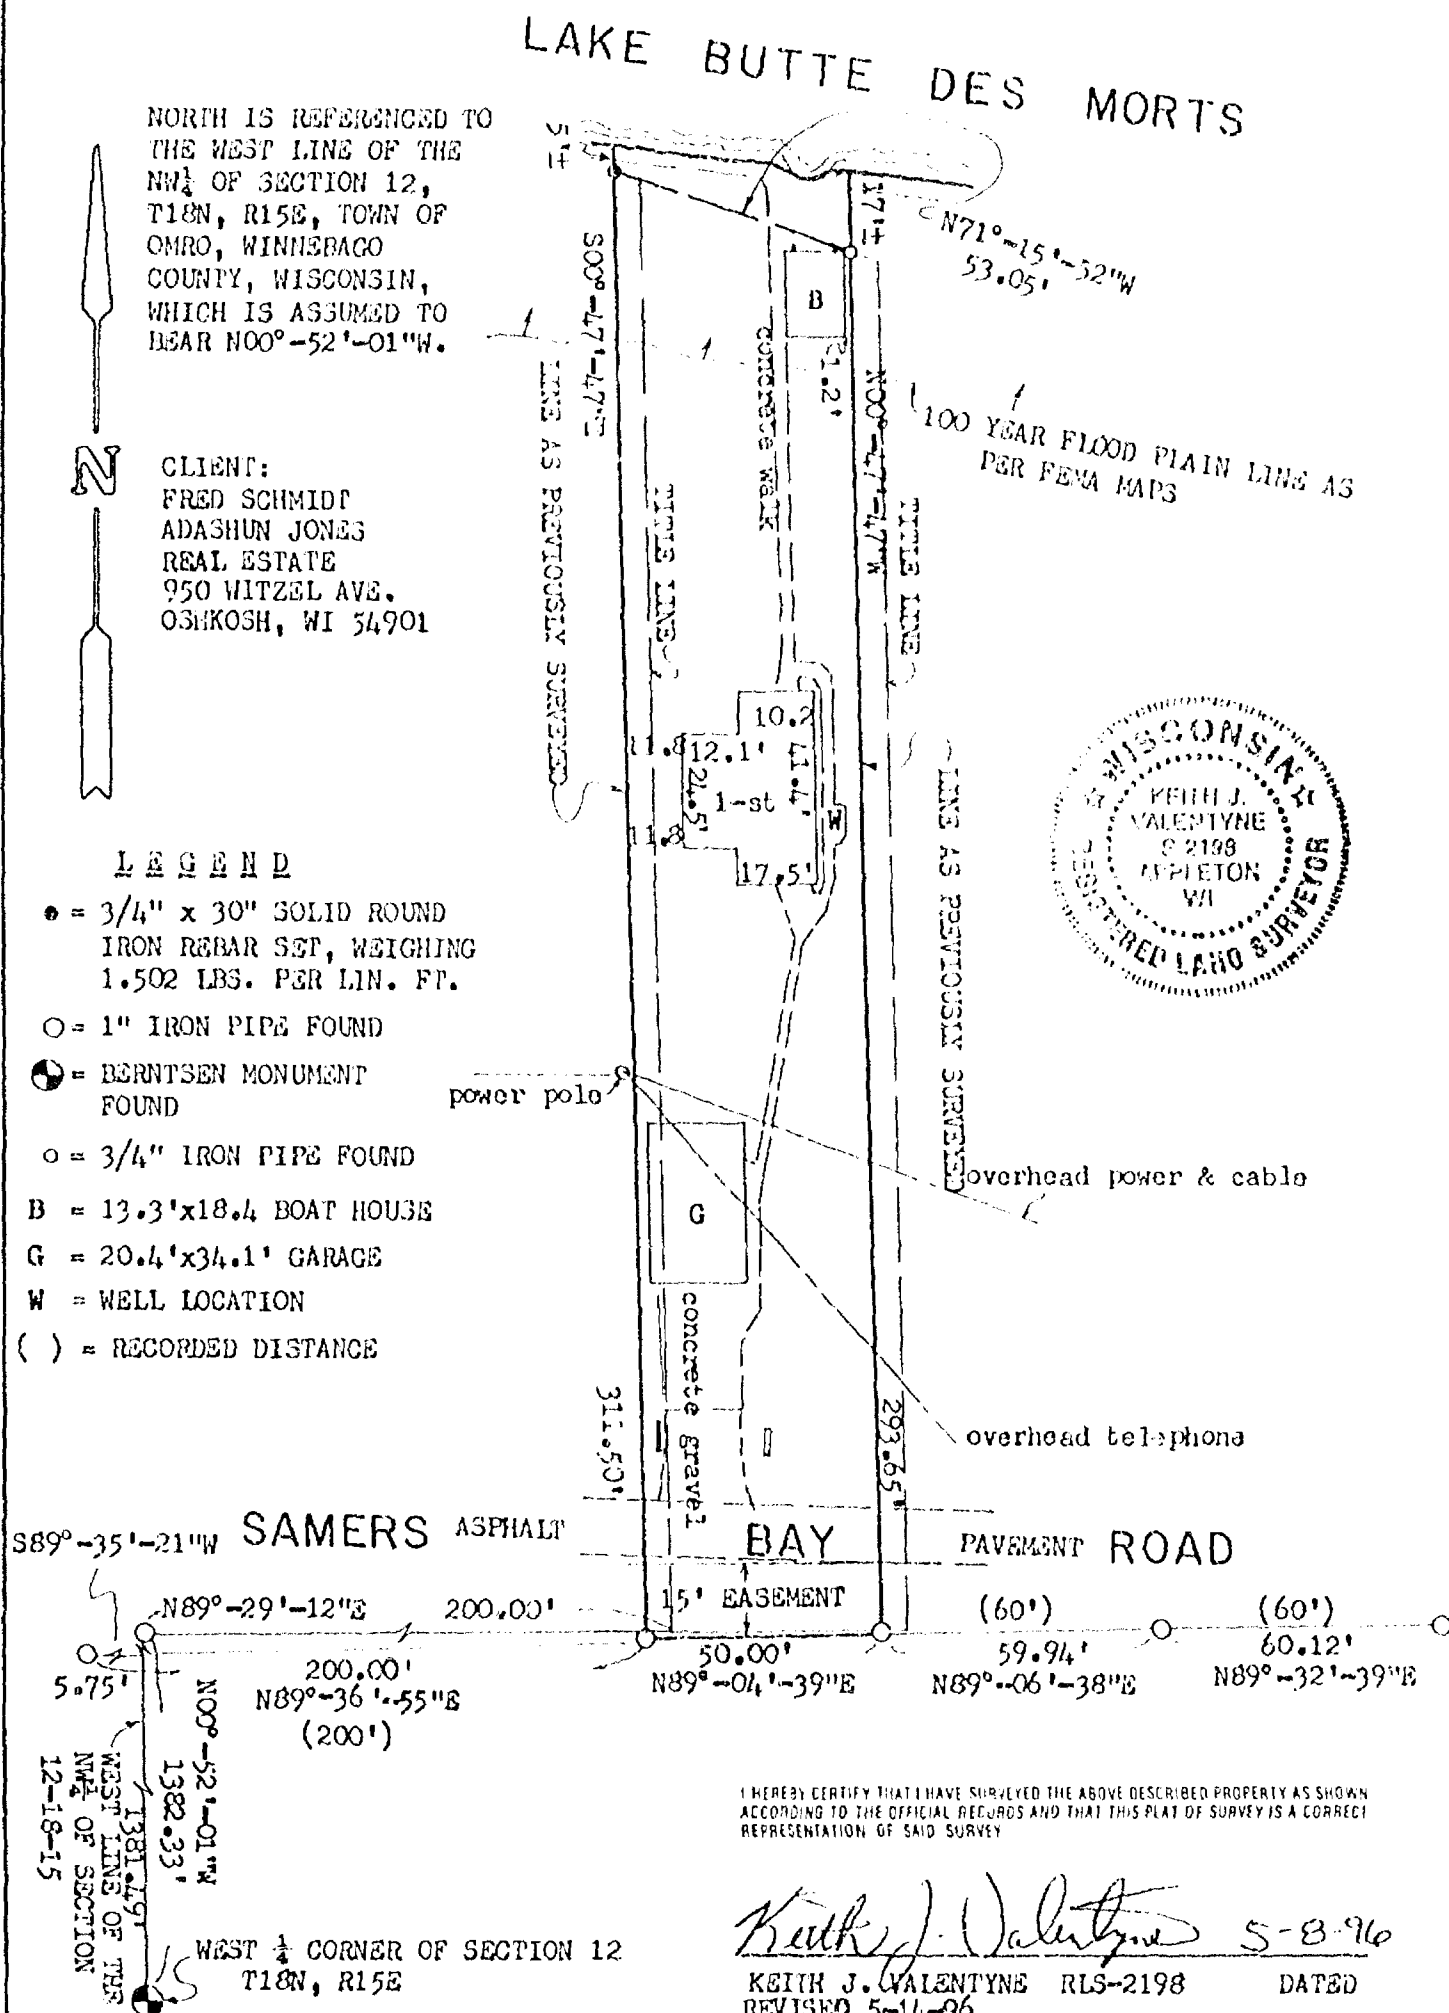 LAKE BUTTE DES MORTS
NORTH IS REFERENCED TO
THE WEST LINE OF THE
NW¼ OF SECTION 12,
T18N, R15E, TOWN OF
OMRO, WINNEBAGO
COUNTY, WISCONSIN,
WHICH IS ASSUMED TO
BEAR N00°-52'-01"W.
N
CLIENT:
FRED SCHMIDT
ADASHUN JONES
REAL ESTATE
950 WITZEL AVE.
OSHKOSH, WI 54901
5'±
17'±
N71°-15'-52"W
53.05'
S00°-47'-47"E
N00°-47'-47"W
B
1.2'
concrete walk
100 YEAR FLOOD PLAIN LINE AS
PER FEMA MAPS
LINE AS PREVIOUSLY SURVEYED
TITLE LINE
TITLE LINE
LINE AS PREVIOUSLY SURVEYED
10.2
11.8
12.1'
41.4'
24.5'
1-st
W
11.8
17.5'
WISCONSIN
KEITH J.
VALENTYNE
S 2198
APPLETON
WI
REGISTERED LAND SURVEYOR
LEGEND
● = 3/4" x 30" SOLID ROUND
IRON REBAR SET, WEIGHING
1.502 LBS. PER LIN. FT.
○ = 1" IRON PIPE FOUND
= BERNTSEN MONUMENT
FOUND
o = 3/4" IRON PIPE FOUND
B = 13.3'x18.4 BOAT HOUSE
G = 20.4'x34.1' GARAGE
W = WELL LOCATION
( ) = RECORDED DISTANCE
power pole
overhead power & cable
G
concrete gravel
overhead telephone
311.50'
293.65'
S89°-35'-21"W
SAMERS ASPHALT BAY PAVEMENT ROAD
15' EASEMENT
N89°-29'-12"E 200.00'
5.75'
200.00'
N89°-36'-55"E
(200')
50.00'
N89°-04'-39"E
(60')
59.94'
N89°-06'-38"E
(60')
60.12'
N89°-32'-39"E
N00°-52'-01"W
1382.33'
1381.49'
WEST LINE OF THE
NW¼ OF SECTION
12-18-15
WEST ¼ CORNER OF SECTION 12
T18N, R15E
I HEREBY CERTIFY THAT I HAVE SURVEYED THE ABOVE DESCRIBED PROPERTY AS SHOWN
ACCORDING TO THE OFFICIAL RECORDS AND THAT THIS PLAT OF SURVEY IS A CORRECT
REPRESENTATION OF SAID SURVEY
Keith J. Valentyne 5-8-96
KEITH J. VALENTYNE RLS-2198 DATED
REVISED 5-14-96